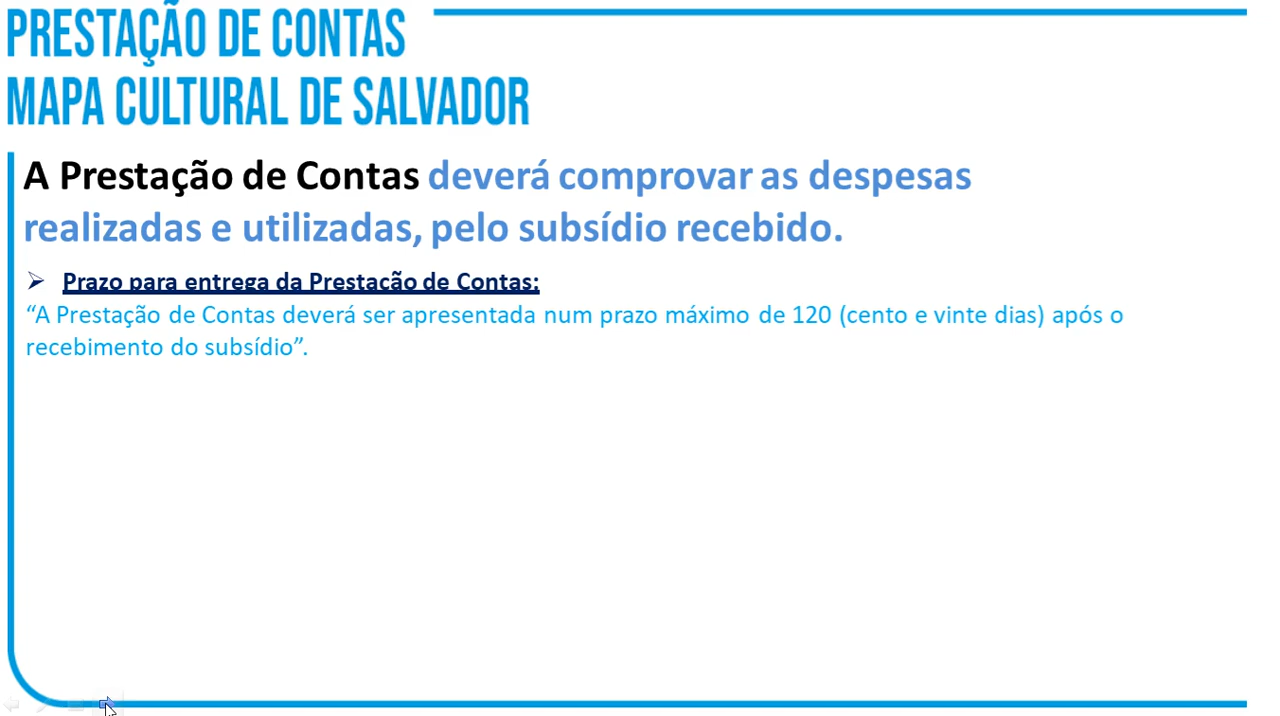 PRESTAÇÃO DE CONTAS
MAPA CULTURAL DE SALVADOR
A Prestação de Contas deverá comprovar as despesas
realizadas e utilizadas, pelo subsídio recebido.
Prazo para entrega da Prestação de Contas:
“A Prestação de Contas deverá ser apresentada num prazo máximo de 120 (cento e vinte dias) após o
recebimento do subsídio”.